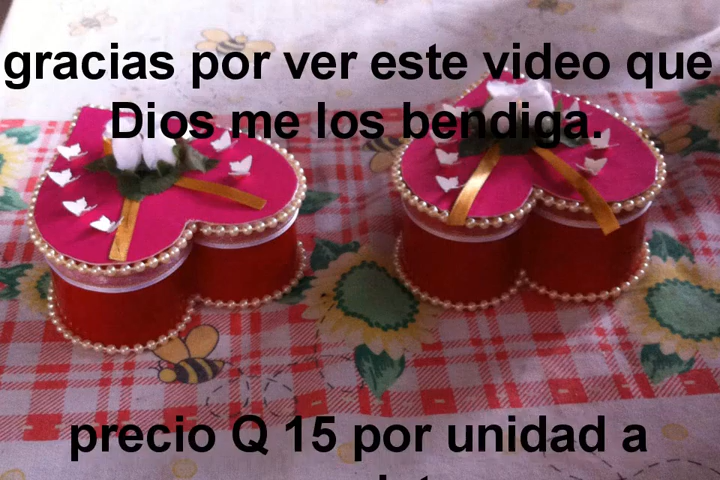 gracias por ver este video que
Dios me los bendiga.
precio Q 15 por unidad a